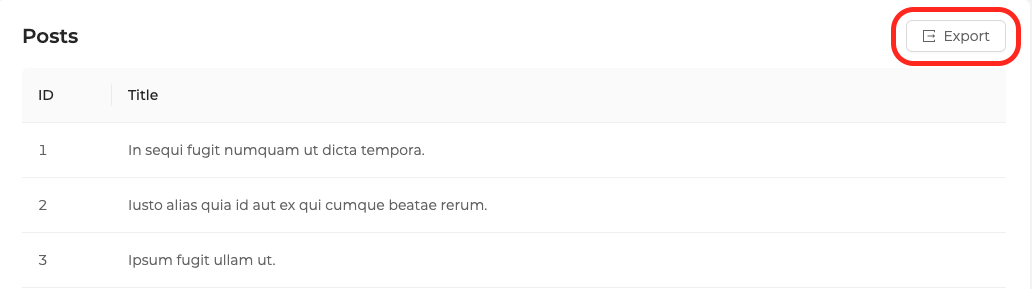 Posts
Export
ID Title
1 In sequi fugit numquam ut dicta tempora.
2 Iusto alias quia id aut ex qui cumque beatae rerum.
3 Ipsum fugit ullam ut.